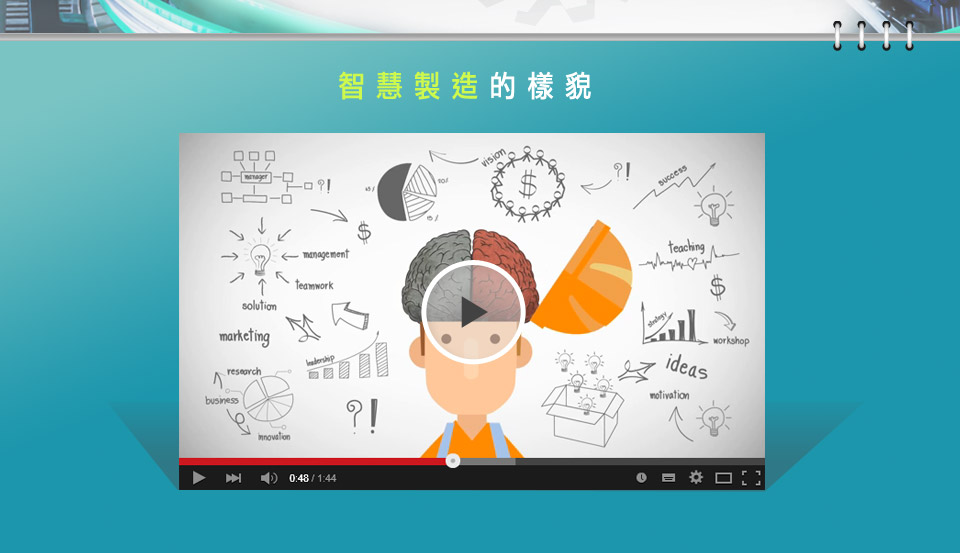 智慧製造的樣貌
manager
?!
vision
?!
success
$
$
management
teamwork
solution
marketing
teaching
$
strategy
workshop
leadership
ideas
research
business
innovation
?!
motivation
0:48 / 1:44